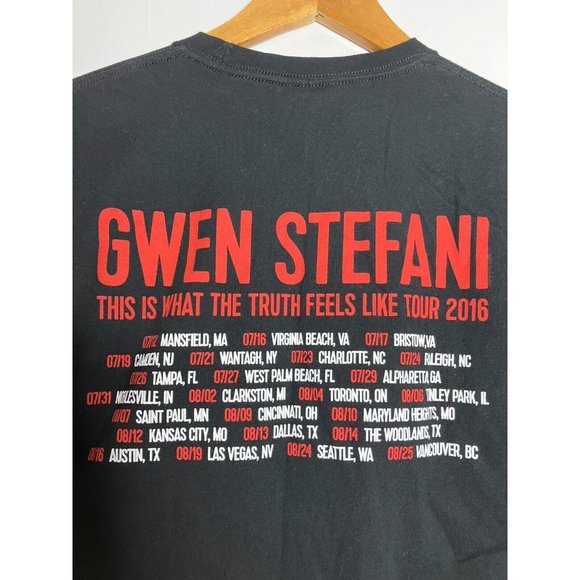 GWEN STEFANI
THIS IS WHAT THE TRUTH FEELS LIKE TOUR 2016
07/12 MANSFIELD, MA 07/16 VIRGINIA BEACH, VA 07/17 BRISTOW, VA
07/19 CAMDEN, NJ 07/21 WANTAGH, NY 07/23 CHARLOTTE, NC 07/24 RALEIGH, NC
07/26 TAMPA, FL 07/27 WEST PALM BEACH, FL 07/29 ALPHARETTA GA
07/31 NOBLESVILLE, IN 08/02 CLARKSTON, MI 08/04 TORONTO, ON 08/06 TINLEY PARK, IL
08/07 SAINT PAUL, MN 08/09 CINCINNATI, OH 08/10 MARYLAND HEIGHTS, MO
08/12 KANSAS CITY, MO 08/13 DALLAS, TX 08/14 THE WOODLANDS, TX
08/16 AUSTIN, TX 08/19 LAS VEGAS, NV 08/24 SEATTLE, WA 08/25 VANCOUVER, BC